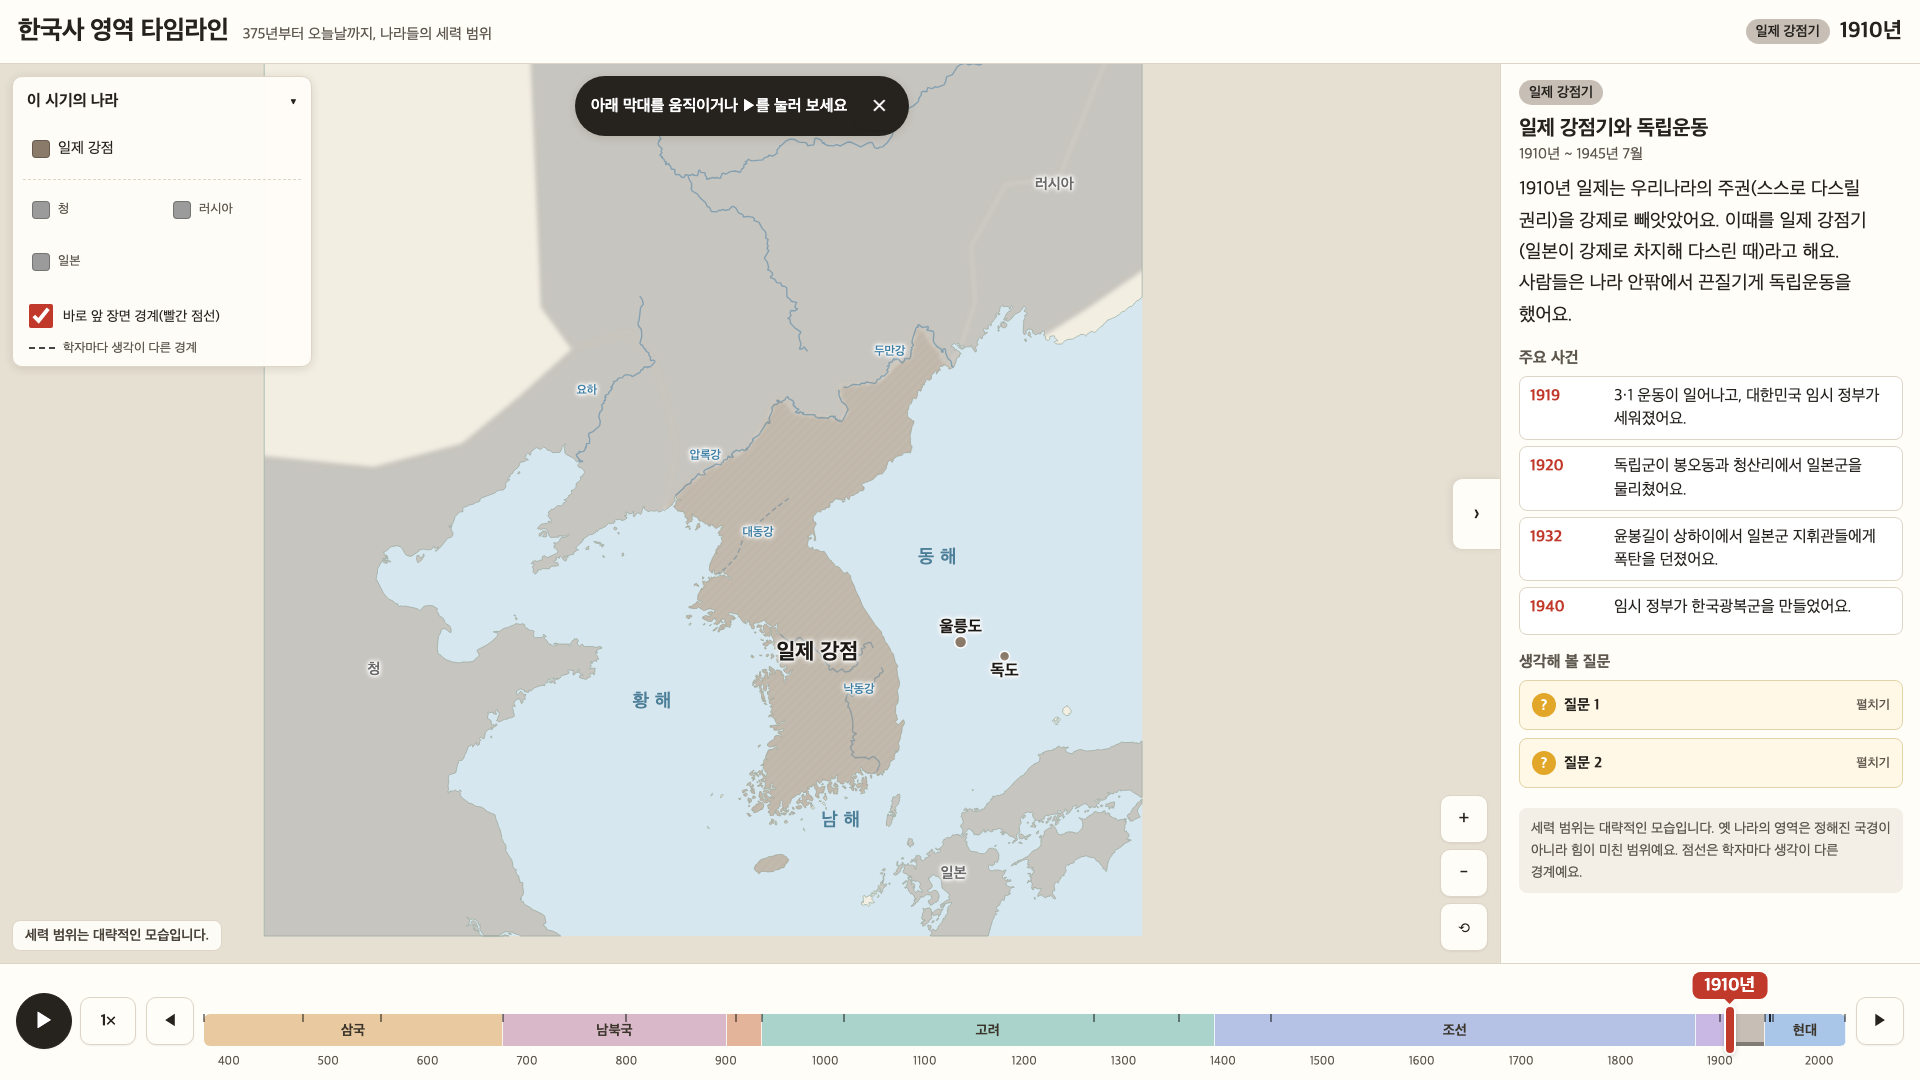 한국사 영역 타임라인
375년부터 오늘날까지, 나라들의 세력 범위
일제 강점기
1910년
이 시기의 나라
▼
일제 강점
청
러시아
일본
바로 앞 장면 경계(빨간 점선)
학자마다 생각이 다른 경계
아래 막대를 움직이거나 ▶를 눌러 보세요
✕
러시아
두만강
요하
압록강
대동강
동 해
울릉도
독도
일제 강점
청
낙동강
황 해
남 해
일본
세력 범위는 대략적인 모습입니다.
›
+
−
⟲
일제 강점기
일제 강점기와 독립운동
1910년 ~ 1945년 7월
1910년 일제는 우리나라의 주권(스스로 다스릴
권리)을 강제로 빼앗았어요. 이때를 일제 강점기
(일본이 강제로 차지해 다스린 때)라고 해요.
사람들은 나라 안팎에서 끈질기게 독립운동을
했어요.
주요 사건
1919
3·1 운동이 일어나고, 대한민국 임시 정부가
세워졌어요.
1920
독립군이 봉오동과 청산리에서 일본군을
물리쳤어요.
1932
윤봉길이 상하이에서 일본군 지휘관들에게
폭탄을 던졌어요.
1940
임시 정부가 한국광복군을 만들었어요.
생각해 볼 질문
? 질문 1
펼치기
? 질문 2
펼치기
세력 범위는 대략적인 모습입니다. 옛 나라의 영역은 정해진 국경이
아니라 힘이 미친 범위예요. 점선은 학자마다 생각이 다른
경계예요.
1910년
▶
1×
◀
삼국
남북국
고려
조선
현대
▶
400
500
600
700
800
900
1000
1100
1200
1300
1400
1500
1600
1700
1800
1900
2000